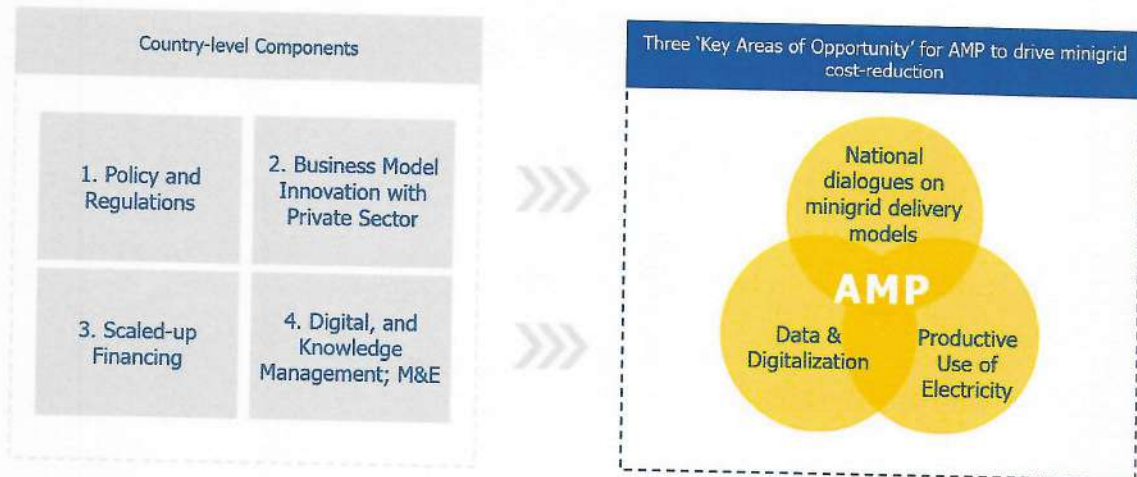 Country-level Components
1. Policy and
Regulations
2. Business Model
Innovation with
Private Sector
3. Scaled-up
Financing
4. Digital, and
Knowledge
Management; M&E
Three ‘Key Areas of Opportunity’ for AMP to drive minigrid
cost-reduction
National
dialogues on
minigrid delivery
models
AMP
Data &
Digitalization
Productive
Use of
Electricity